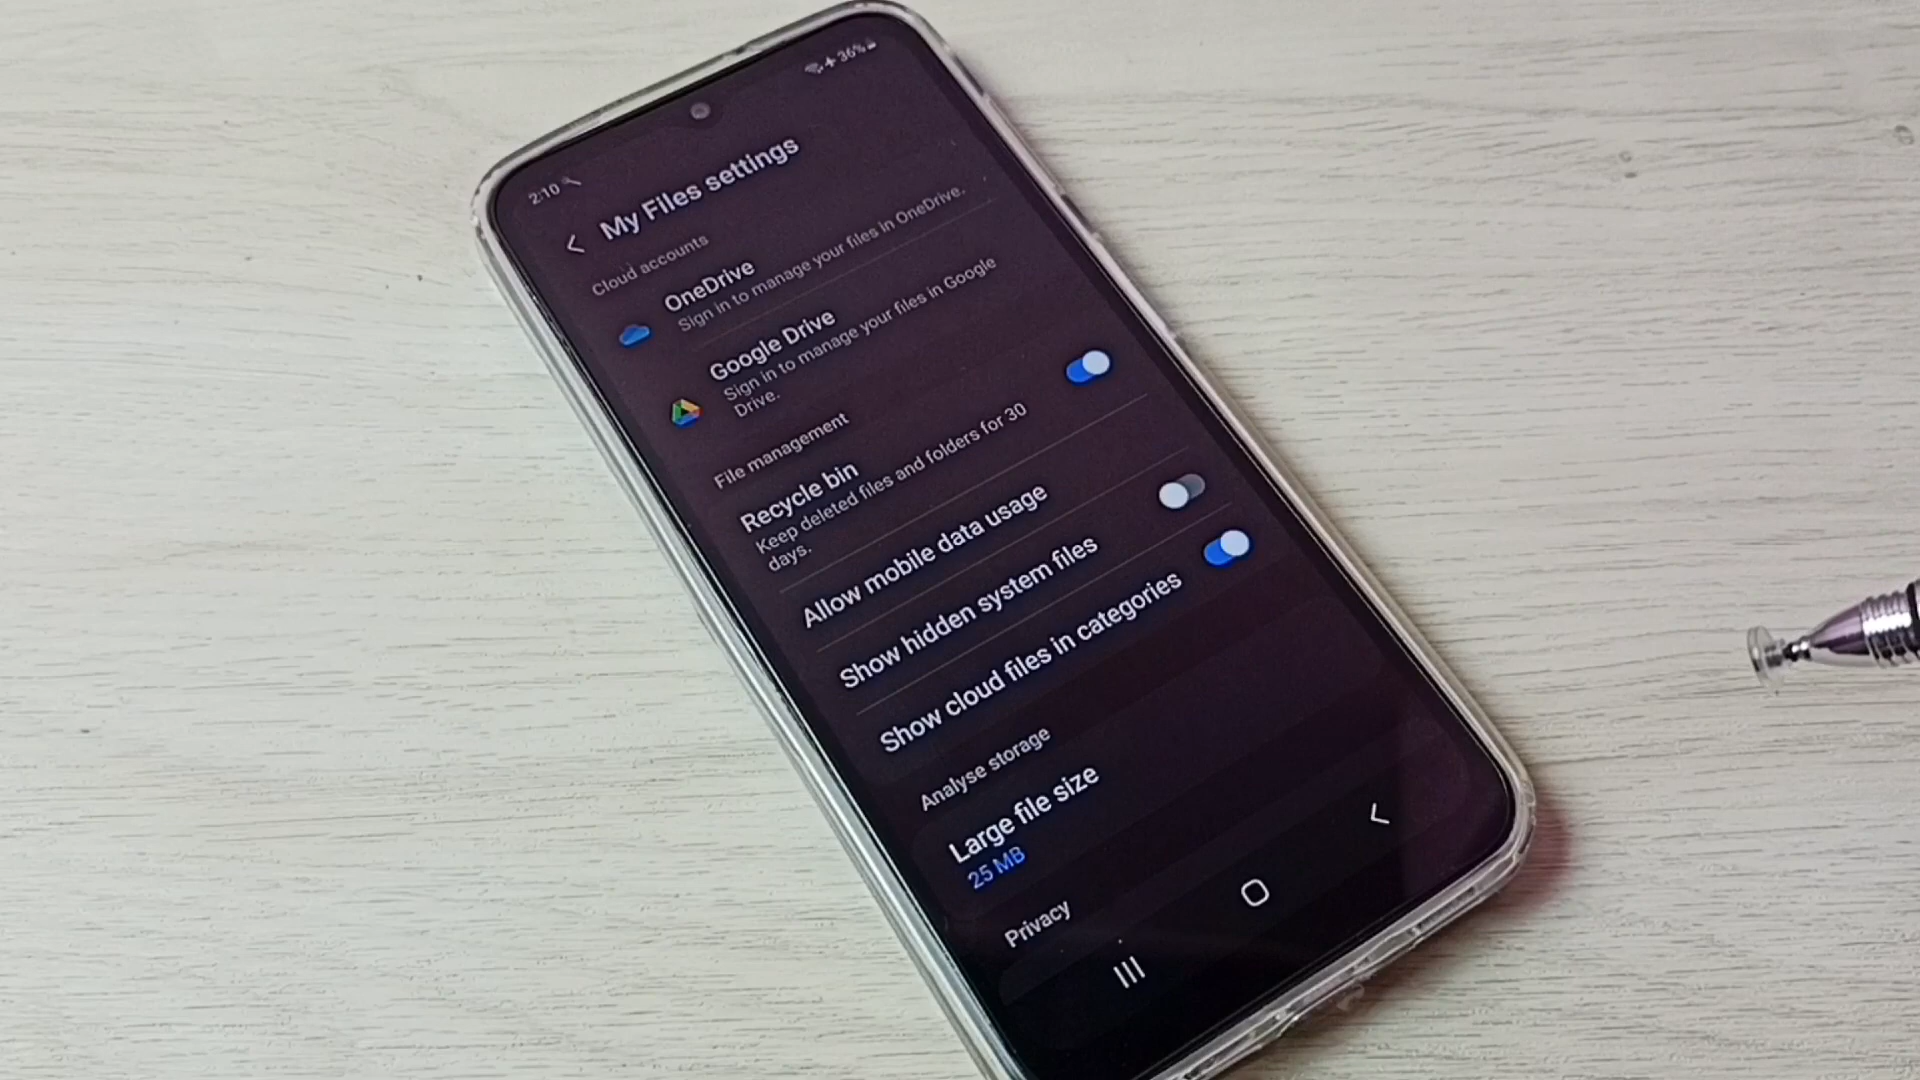 2:10
36%
My Files settings
Cloud accounts
OneDrive
Sign in to manage your files in OneDrive.
Google Drive
Sign in to manage your files in Google
Drive.
File management
Recycle bin
Keep deleted files and folders for 30
days.
Allow mobile data usage
Show hidden system files
Show cloud files in categories
Analyse storage
Large file size
25 MB
Privacy